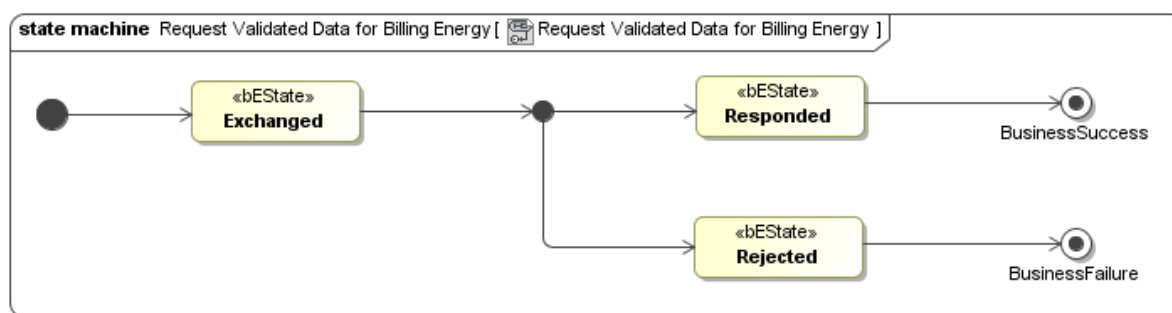 state machine Request Validated Data for Billing Energy [ Request Validated Data for Billing Energy ]
«bEState»
Exchanged
«bEState»
Responded
BusinessSuccess
«bEState»
Rejected
BusinessFailure